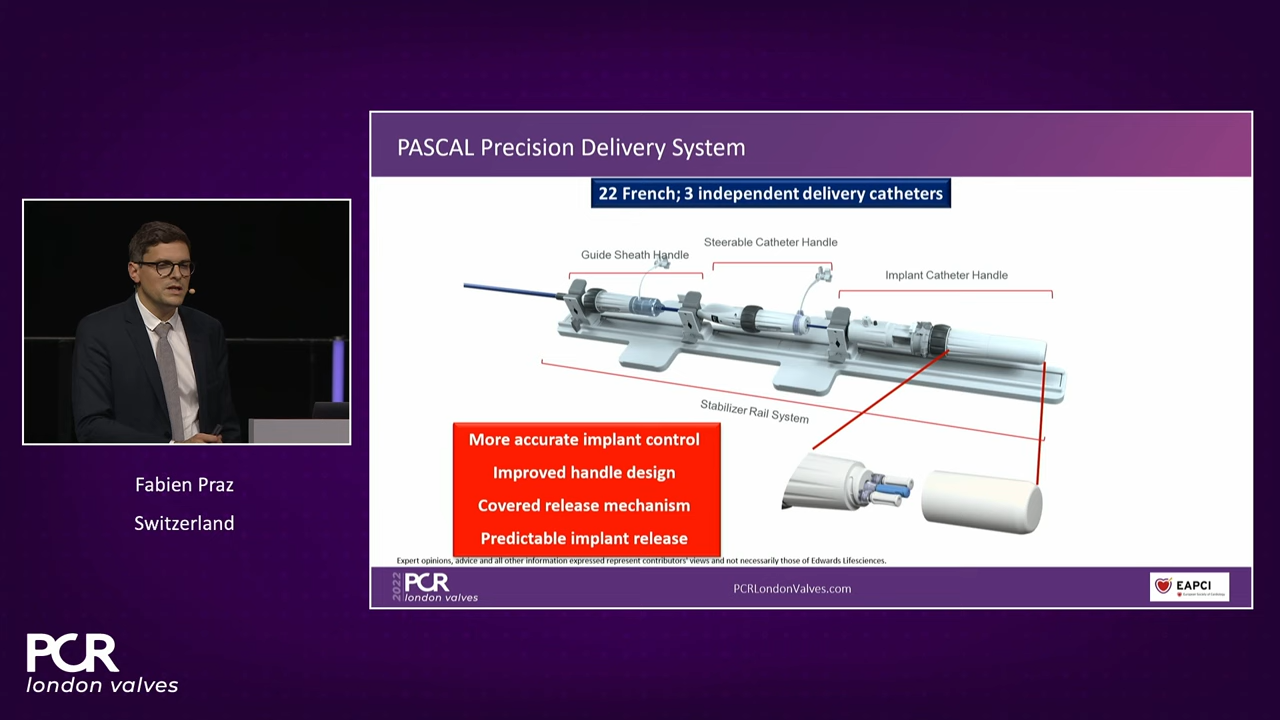 PASCAL Precision Delivery System
22 French; 3 independent delivery catheters
Steerable Catheter Handle
Guide Sheath Handle
Implant Catheter Handle
Stabilizer Rail System
More accurate implant control
Improved handle design
Covered release mechanism
Predictable implant release
Expert opinions, advice and all other information expressed represent contributors' views and not necessarily those of Edwards Lifesciences.
2022
PCR
london valves
PCRLondonValves.com
EAPCI
Fabien Praz
Switzerland
PCR
london valves